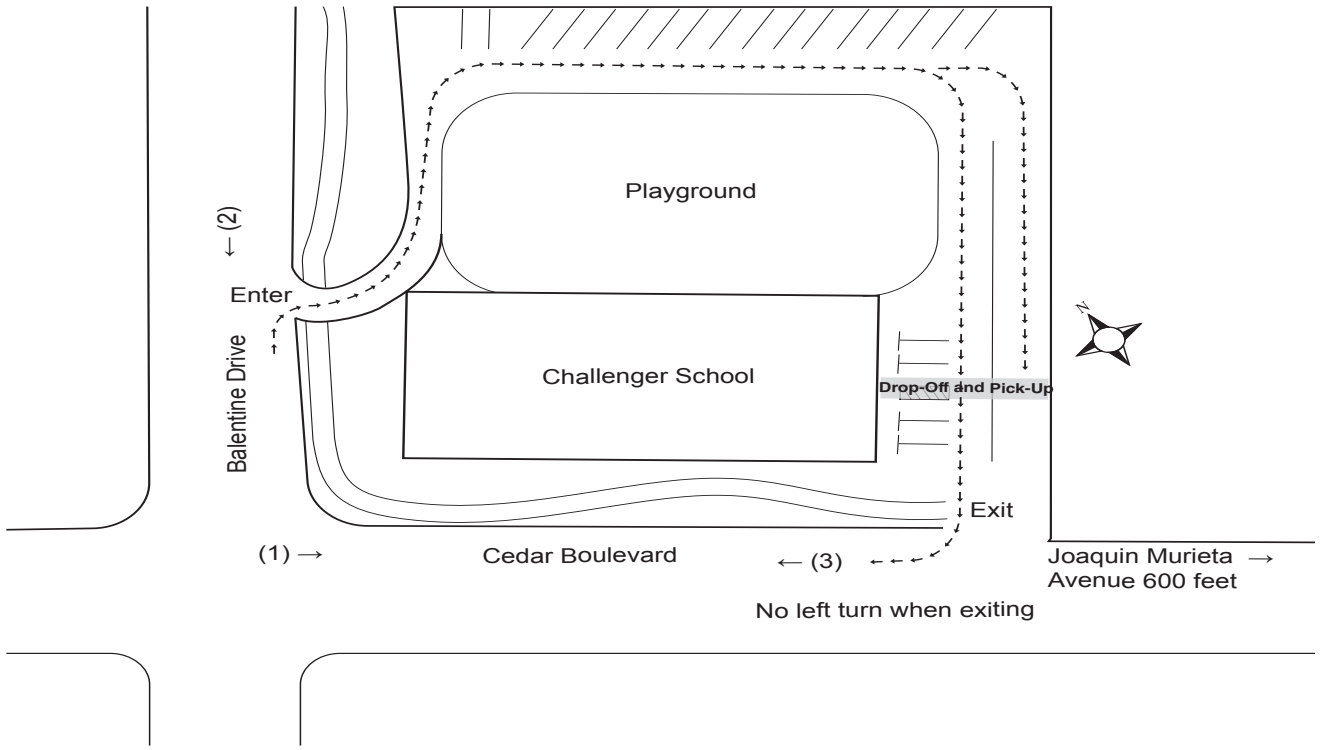 Playground
← (2)
N
Enter
Balentine Drive
Challenger School
Drop-Off and Pick-Up
Exit
(1) →
Cedar Boulevard
← (3)
Joaquin Murieta →
Avenue 600 feet
No left turn when exiting